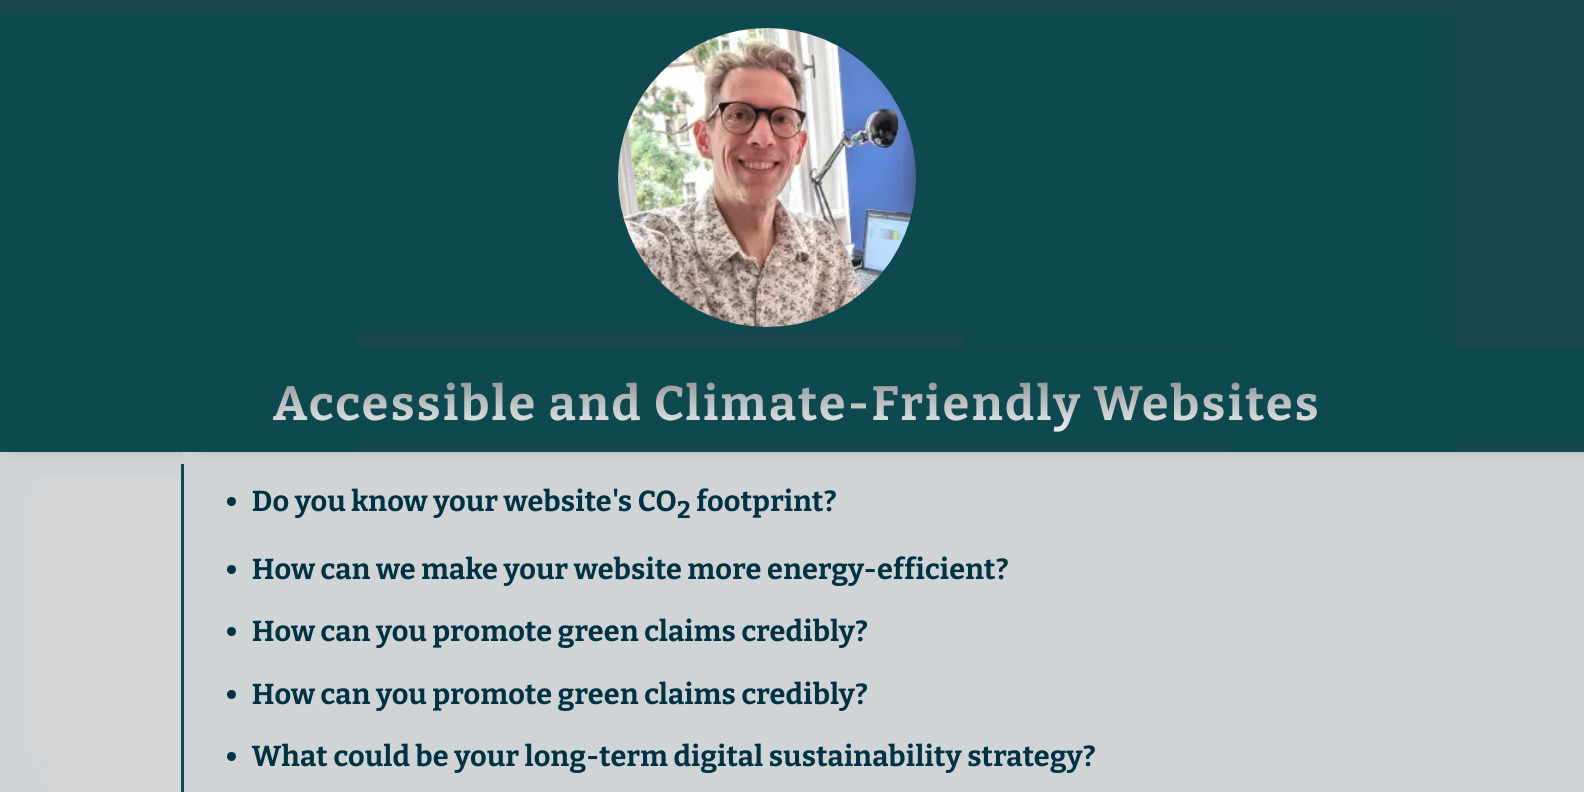 Accessible and Climate-Friendly Websites
• Do you know your website's CO₂ footprint?
• How can we make your website more energy-efficient?
• How can you promote green claims credibly?
• How can you promote green claims credibly?
• What could be your long-term digital sustainability strategy?